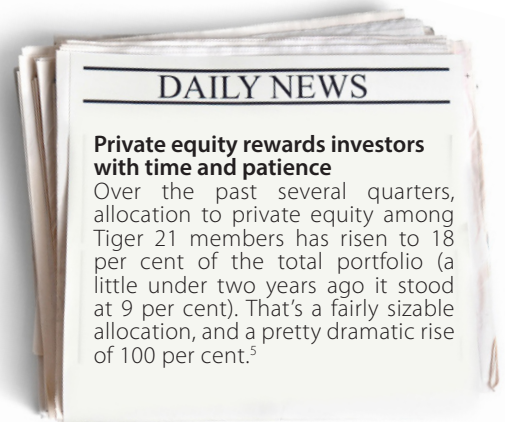 DAILY NEWS
Private equity rewards investors
with time and patience
Over the past several quarters,
allocation to private equity among
Tiger 21 members has risen to 18
per cent of the total portfolio (a
little under two years ago it stood
at 9 per cent). That's a fairly sizable
allocation, and a pretty dramatic rise
of 100 per cent.⁵